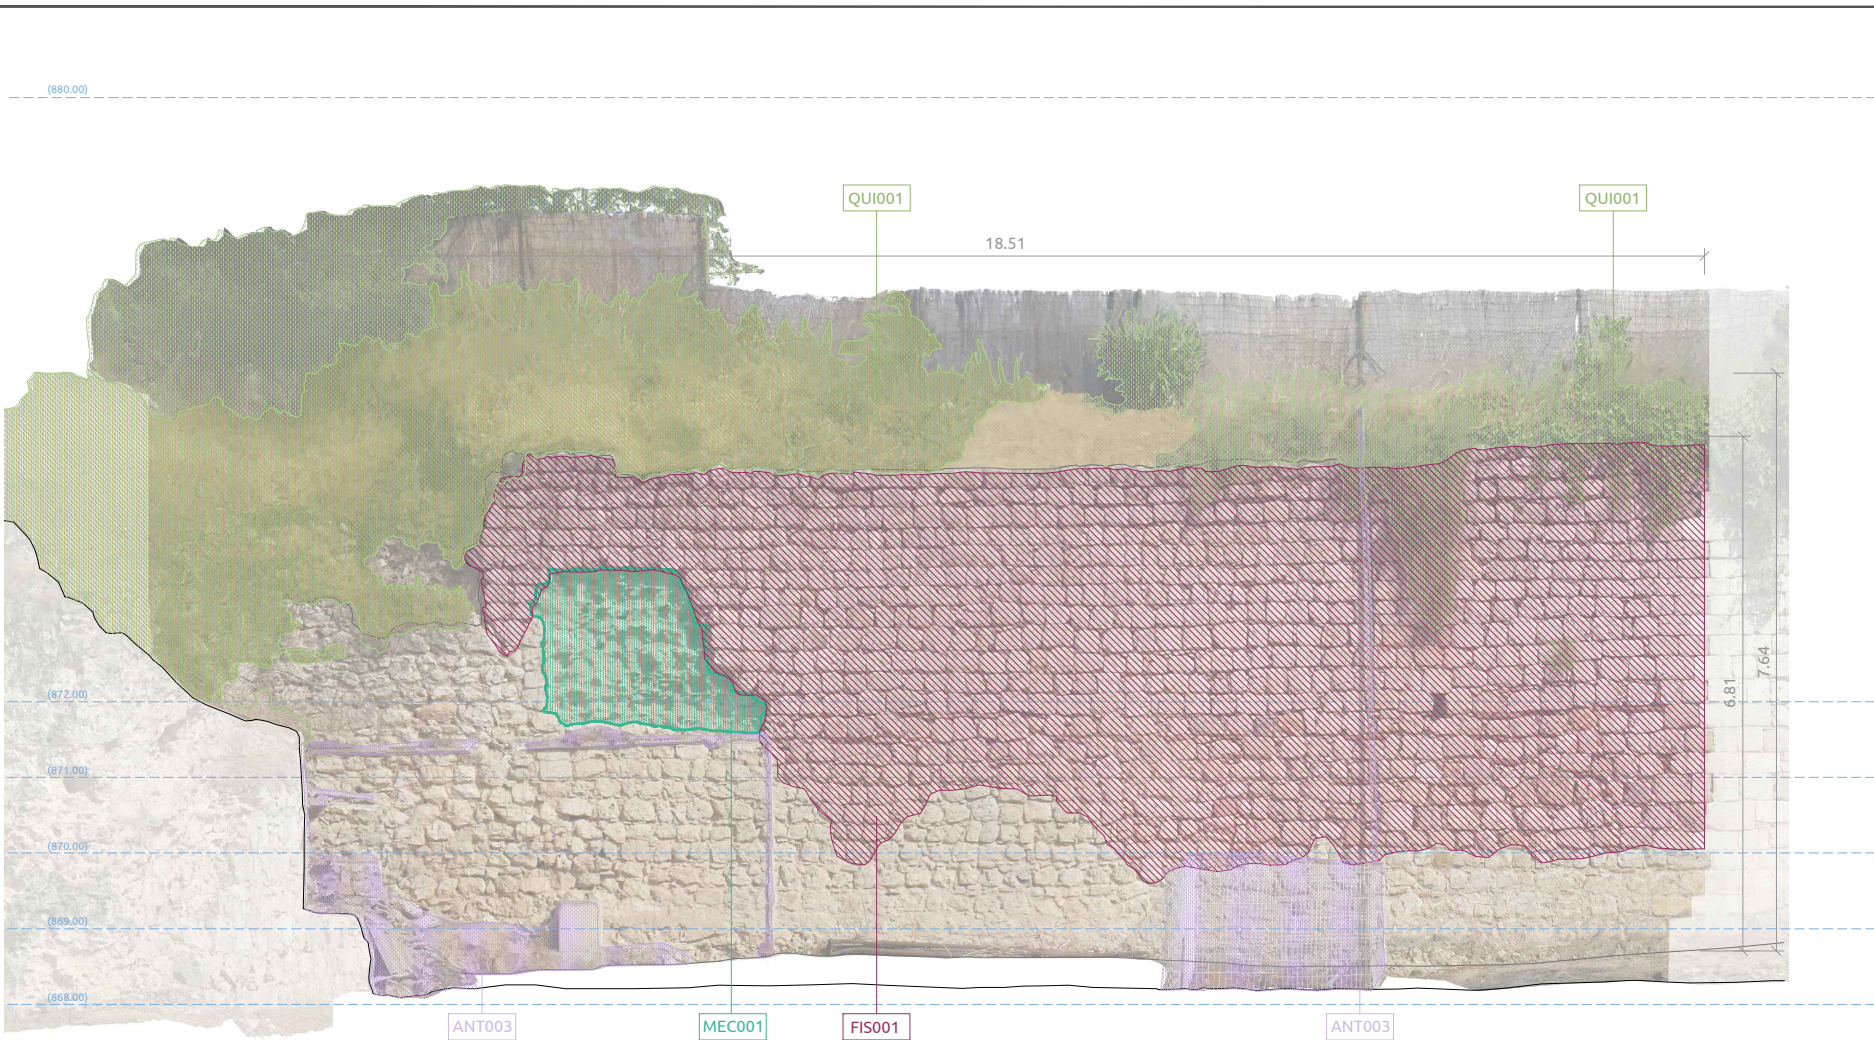 (880.00)
QUI001
QUI001
18.51
7.64
6.81
(872.00)
(871.00)
(870.00)
(869.00)
(868.00)
ANT003
MEC001
FIS001
ANT003